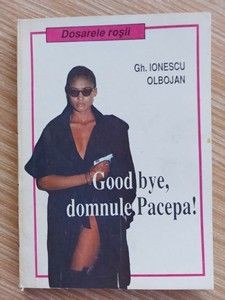 Dosarele roșii
Gh. IONESCU
OLBOJAN
Good bye,
domnule Pacepa!